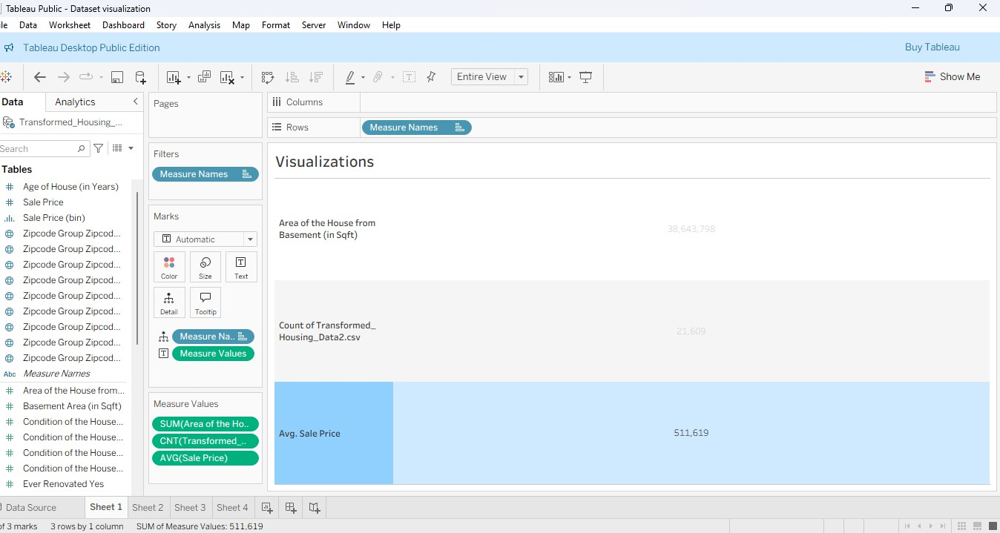 Tableau Public - Dataset visualization
le Data Worksheet Dashboard Story Analysis Map Format Server Window Help
Tableau Desktop Public Edition Buy Tableau
Entire View Show Me
Data Analytics
Transformed_Housing_...
Search
Tables
Age of House (in Years)
Sale Price
Sale Price (bin)
Zipcode Group Zipcod...
Zipcode Group Zipcod...
Zipcode Group Zipcod...
Zipcode Group Zipcod...
Zipcode Group Zipcod...
Zipcode Group Zipcod...
Zipcode Group Zipcod...
Zipcode Group Zipcod...
Zipcode Group Zipcod...
Abc Measure Names
Area of the House from...
Basement Area (in Sqft)
Condition of the House...
Condition of the House...
Condition of the House...
Condition of the House...
Ever Renovated Yes
Pages
Filters
Measure Names
Marks
Automatic
Color Size Text
Detail Tooltip
Measure Na..
Measure Values
Measure Values
SUM(Area of the Ho..
CNT(Transformed_..
AVG(Sale Price)
Columns
Rows Measure Names
Visualizations
Area of the House from
Basement (in Sqft)
38,643,798
Count of Transformed_
Housing_Data2.csv
21,609
Avg. Sale Price
511,619
Data Source Sheet 1 Sheet 2 Sheet 3 Sheet 4
of 3 marks 3 rows by 1 column SUM of Measure Values: 511,619